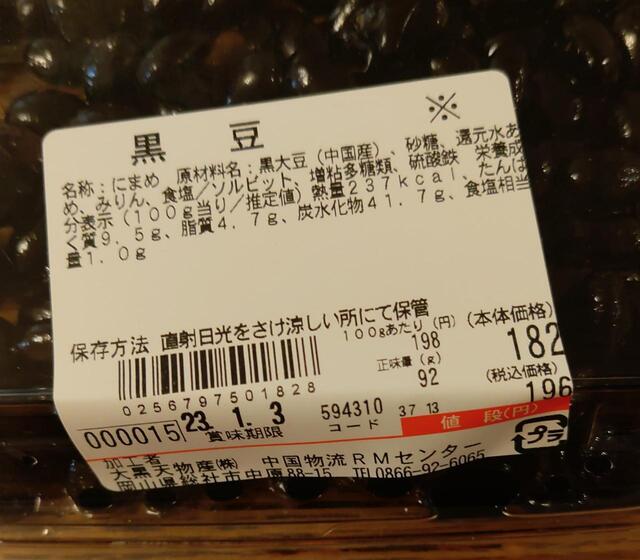 黒 豆 ※
名称：にまめ 原材料名：黒大豆（中国産）、砂糖、還元水あ
め、みりん、食塩／ソルビット、増粘多糖類、硫酸鉄 栄養成
分表示（100g当り／推定値）熱量237kcal、たんぱ
く質9.5g、脂質4.7g、炭水化物41.7g、食塩相当
量1.0g
保存方法 直射日光をさけ涼しい所にて保管
100gあたり（円） （本体価格）
198 182
正味量（g） （税込価格）
92 196
0256797501828
000015 23. 1. 3 594310 37 13 値 段（円）
賞味期限 コード プラ
加工者
大黒天物産㈱ 中国物流RMセンター
岡山県総社市中原88-15 TEL0866-92-6065